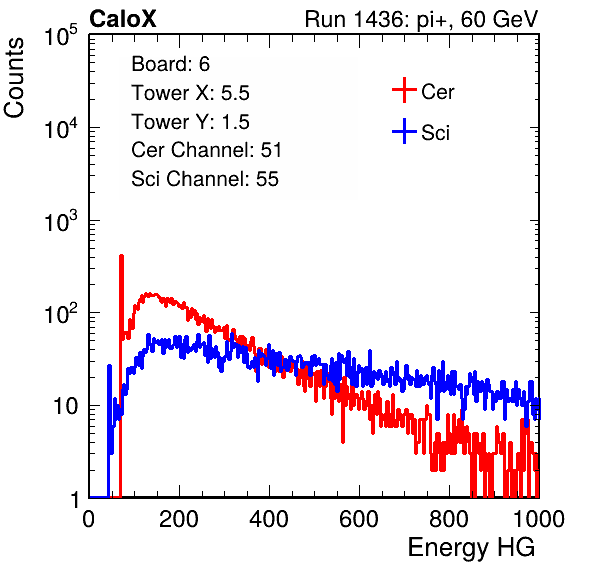 CaloX Run 1436: pi+, 60 GeV
Counts
10^5
10^4
10^3
10^2
10
1
Board: 6
Tower X: 5.5
Tower Y: 1.5
Cer Channel: 51
Sci Channel: 55
Cer
Sci
0 200 400 600 800 1000
Energy HG